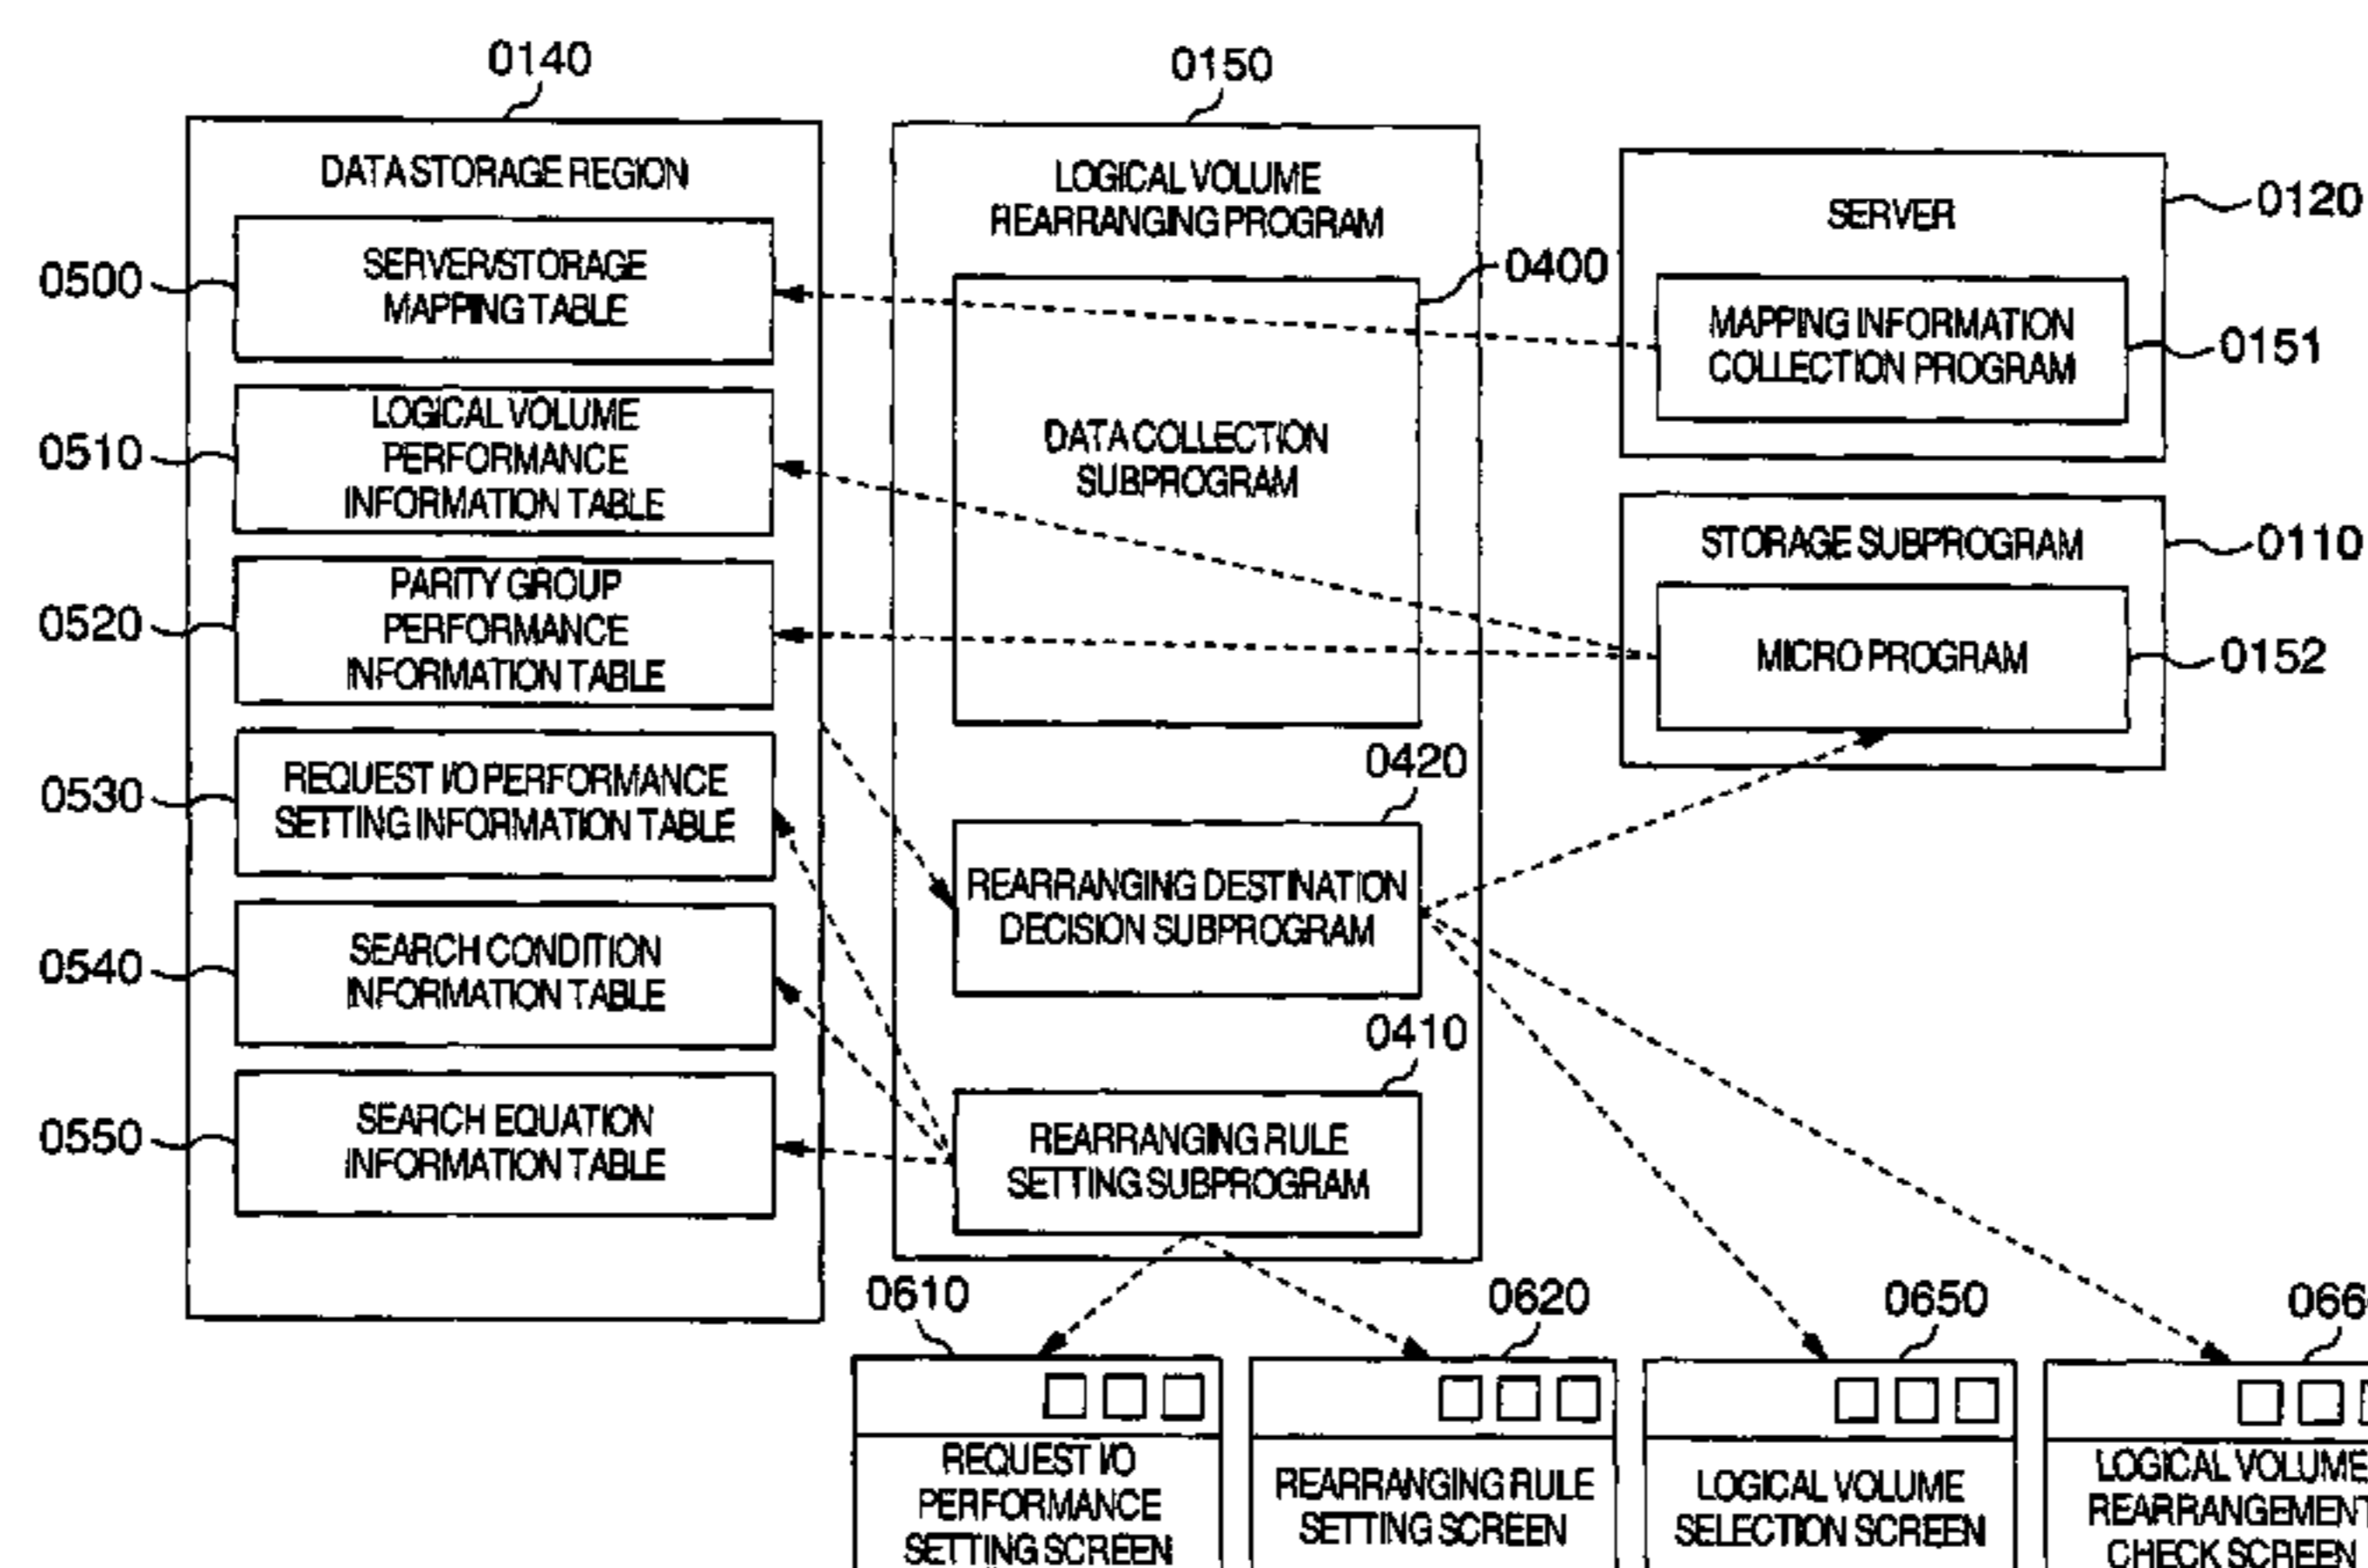 0140
DATA STORAGE REGION
0500
SERVER/STORAGE
MAPPING TABLE
0510
LOGICAL VOLUME
PERFORMANCE
INFORMATION TABLE
0520
PARITY GROUP
PERFORMANCE
INFORMATION TABLE
0530
REQUEST I/O PERFORMANCE
SETTING INFORMATION TABLE
0540
SEARCH CONDITION
INFORMATION TABLE
0550
SEARCH EQUATION
INFORMATION TABLE
0150
LOGICAL VOLUME
REARRANGING PROGRAM
0400
DATA COLLECTION
SUBPROGRAM
0420
REARRANGING DESTINATION
DECISION SUBPROGRAM
0410
REARRANGING RULE
SETTING SUBPROGRAM
0120
SERVER
MAPPING INFORMATION
COLLECTION PROGRAM
0151
STORAGE SUBPROGRAM
0110
MICRO PROGRAM
0152
0610
REQUEST I/O
PERFORMANCE
SETTING SCREEN
0620
REARRANGING RULE
SETTING SCREEN
0650
LOGICAL VOLUME
SELECTION SCREEN
LOGICAL VOLUME
REARRANGEMENT
CHECK SCREEN